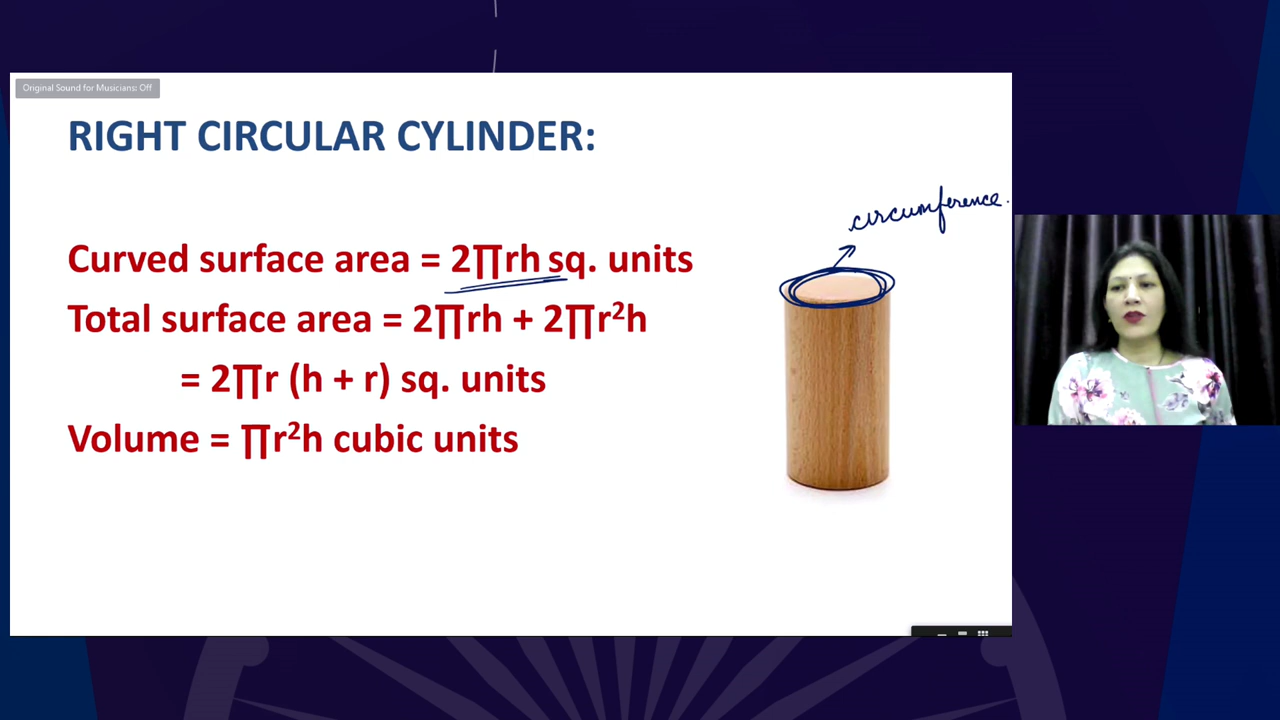 Original Sound for Musicians: Off
RIGHT CIRCULAR CYLINDER:
circumference.
Curved surface area = 2∏rh sq. units
Total surface area = 2∏rh + 2∏r²h
= 2∏r (h + r) sq. units
Volume = ∏r²h cubic units